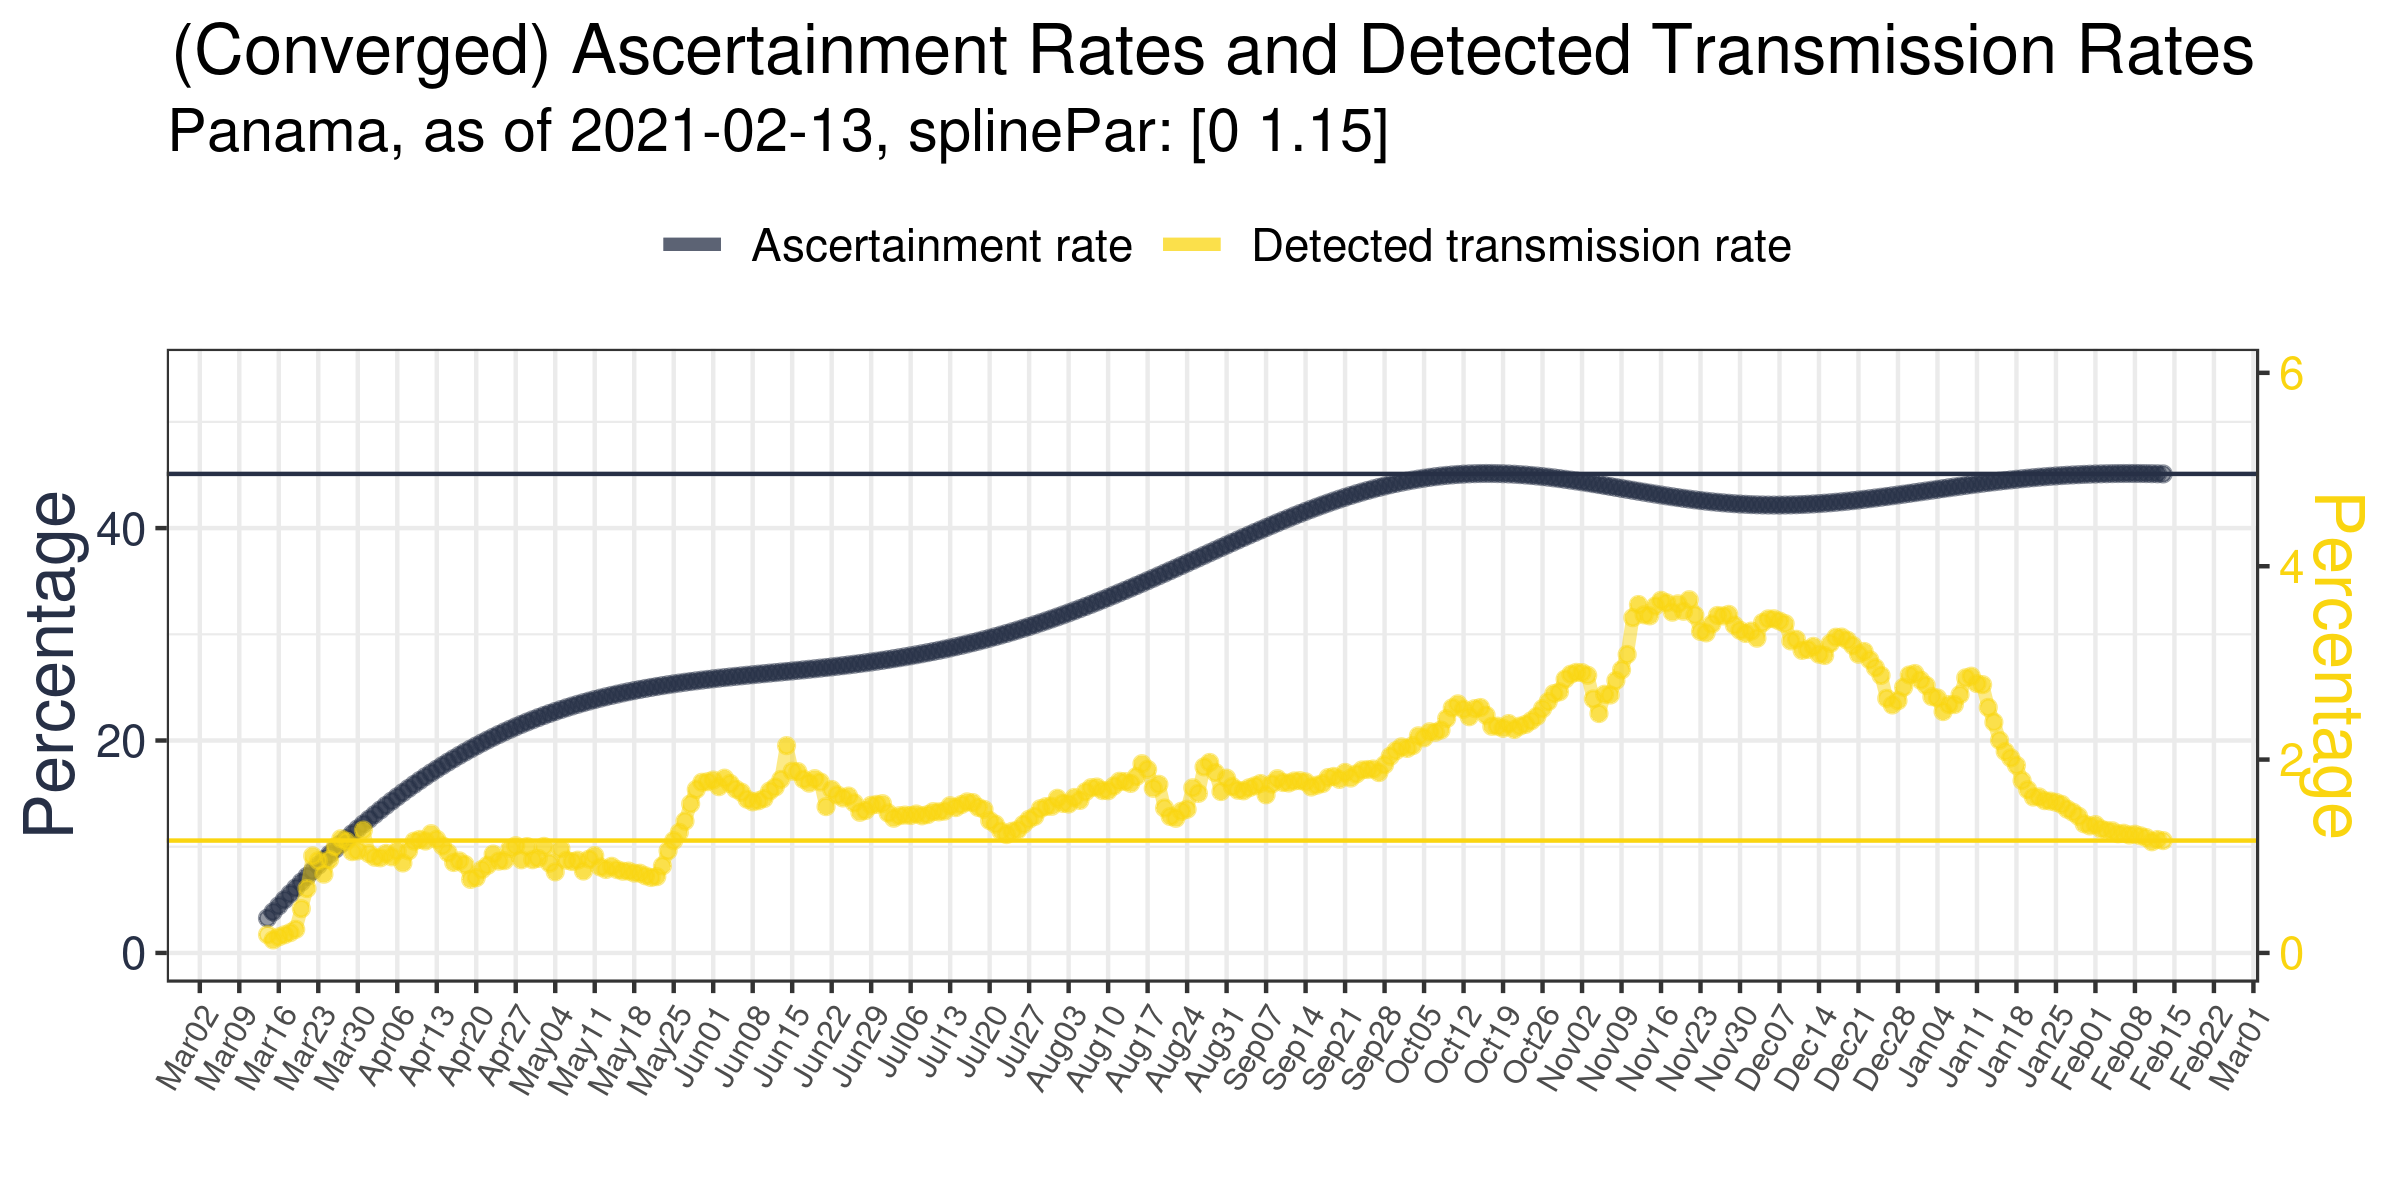 (Converged) Ascertainment Rates and Detected Transmission Rates
Panama, as of 2021-02-13, splinePar: [0 1.15]
Ascertainment rate
Detected transmission rate
Percentage
40
20
0
6
4
2
0
Percentage
Mar02
Mar09
Mar16
Mar23
Mar30
Apr06
Apr13
Apr20
Apr27
May04
May11
May18
May25
Jun01
Jun08
Jun15
Jun22
Jun29
Jul06
Jul13
Jul20
Jul27
Aug03
Aug10
Aug17
Aug24
Aug31
Sep07
Sep14
Sep21
Sep28
Oct05
Oct12
Oct19
Oct26
Nov02
Nov09
Nov16
Nov23
Nov30
Dec07
Dec14
Dec21
Dec28
Jan04
Jan11
Jan18
Jan25
Feb01
Feb08
Feb15
Feb22
Mar01